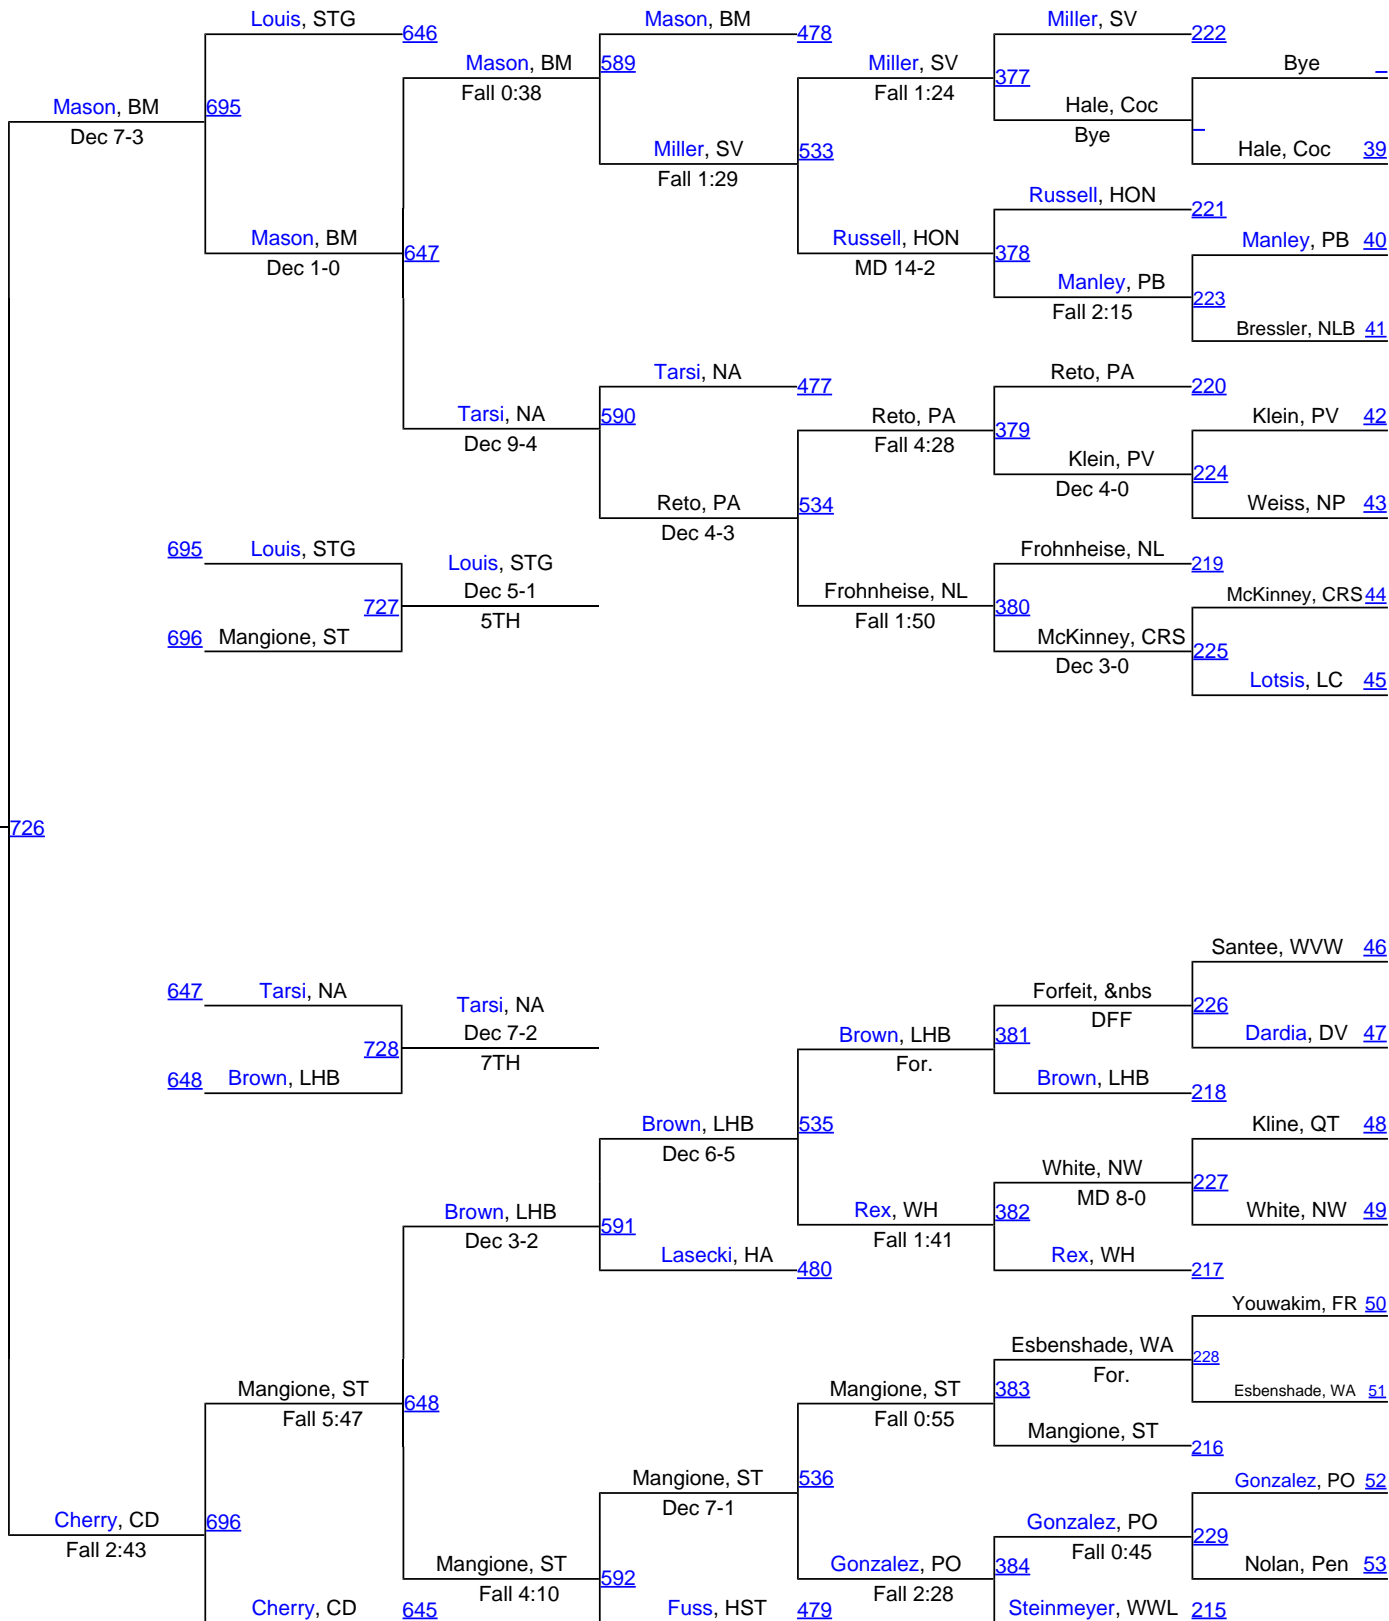 Louis, STG
646
Mason, BM
478
Miller, SV
222
Mason, BM
589
Fall 0:38
Miller, SV
377
Fall 1:24
Bye
–
Mason, BM
695
Dec 7-3
Hale, Coc
–
Bye
Miller, SV
533
Fall 1:29
Hale, Coc 39
Russell, HON
221
Mason, BM
647
Dec 1-0
Russell, HON
378
MD 14-2
Manley, PB 40
Manley, PB
223
Fall 2:15
Bressler, NLB 41
Tarsi, NA
477
Reto, PA
220
Tarsi, NA
590
Dec 9-4
Reto, PA
379
Fall 4:28
Klein, PV 42
Klein, PV
224
Dec 4-0
Reto, PA
534
Dec 4-3
Weiss, NP 43
695 Louis, STG
Louis, STG
Dec 5-1
727
5TH
696 Mangione, ST
Frohnheise, NL
219
Frohnheise, NL
380
Fall 1:50
McKinney, CRS 44
McKinney, CRS
225
Dec 3-0
Lotsis, LC 45
726
Santee, WVW 46
647 Tarsi, NA
Tarsi, NA
Dec 7-2
728
7TH
648 Brown, LHB
Forfeit, &nbs
226
DFF
Brown, LHB
381
For.
Dardia, DV 47
Brown, LHB
218
Brown, LHB
535
Dec 6-5
Kline, QT 48
White, NW
227
MD 8-0
Brown, LHB
591
Dec 3-2
Rex, WH
382
Fall 1:41
White, NW 49
Lasecki, HA
480
Rex, WH
217
Youwakim, FR 50
Esbenshade, WA
228
For.
Mangione, ST
648
Fall 5:47
Mangione, ST
383
Fall 0:55
Esbenshade, WA 51
Mangione, ST
216
Mangione, ST
536
Dec 7-1
Gonzalez, PO 52
Cherry, CD
696
Fall 2:43
Gonzalez, PO
229
Fall 0:45
Mangione, ST
592
Fall 4:10
Gonzalez, PO
384
Fall 2:28
Nolan, Pen 53
Cherry, CD 645
Fuss, HST 479
Steinmeyer, WWL 215